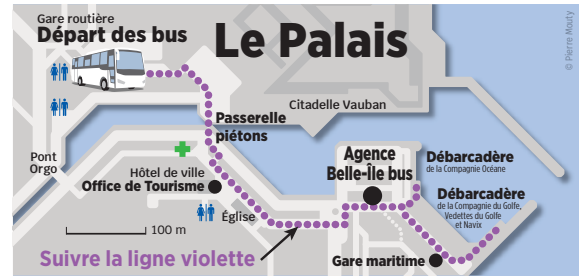 Gare routière
Départ des bus
Le Palais
© Pierre Mouty
Citadelle Vauban
Passerelle
piétons
Pont
Orgo
Hôtel de ville
Office de Tourisme
Agence
Belle-Île bus
Débarcadère
de la Compagnie Océane
Débarcadère
de la Compagnie du Golfe,
Vedettes du Golfe
et Navix
Église
100 m
Suivre la ligne violette
Gare maritime